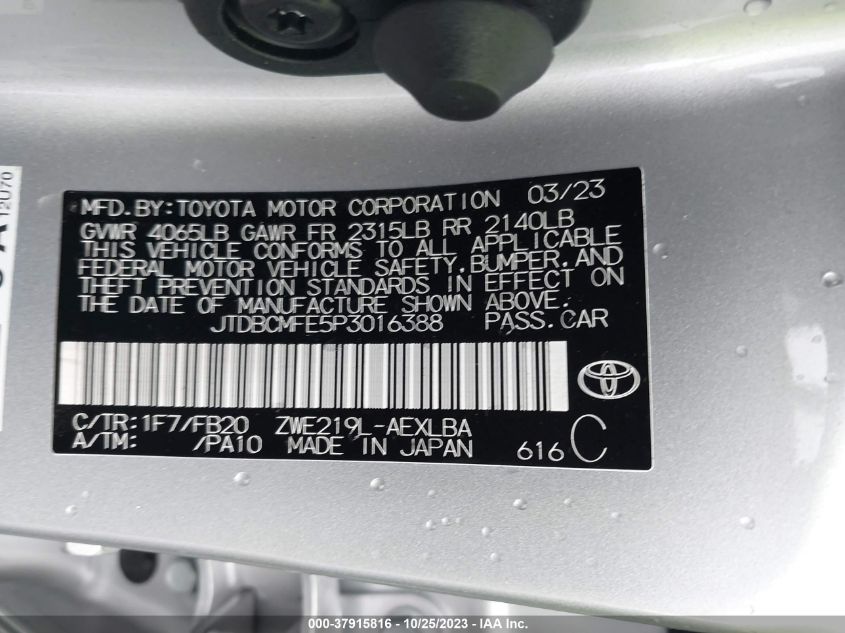 MFD.BY:TOYOTA MOTOR CORPORATION 03/23
GVWR 4065LB GAWR FR 2315LB RR 2140LB
THIS VEHICLE CONFORMS TO ALL APPLICABLE
FEDERAL MOTOR VEHICLE SAFETY,BUMPER,AND
THEFT PREVENTION STANDARDS IN EFFECT ON
THE DATE OF MANUFACTURE SHOWN ABOVE.
JTDBCMFE5P3016388 PASS.CAR
C/TR:1F7/FB20 ZWE219L-AEXLBA
A/TM: /PA10 MADE IN JAPAN 616 C
12U70
000-37915816 | 10/25/2023 | IAA Inc.